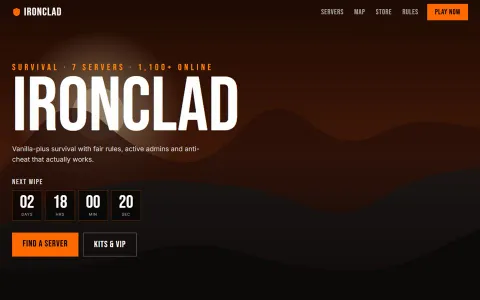 IRONCLAD
SERVERS MAP STORE RULES PLAY NOW
SURVIVAL · 7 SERVERS · 1,100+ ONLINE
IRONCLAD
Vanilla-plus survival with fair rules, active admins and anti-
cheat that actually works.
NEXT WIPE
02 18 00 20
DAYS HRS MIN SEC
FIND A SERVER KITS & VIP